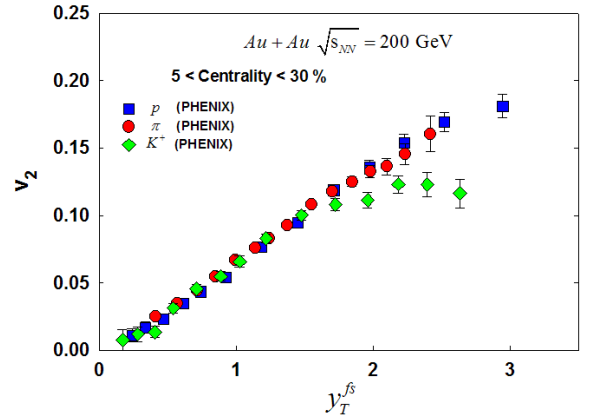 Au + Au √s_NN = 200 GeV
5 < Centrality < 30 %
p (PHENIX)
π (PHENIX)
K⁺ (PHENIX)
v₂
0.25
0.20
0.15
0.10
0.05
0.00
0 1 2 3
y_T^fs